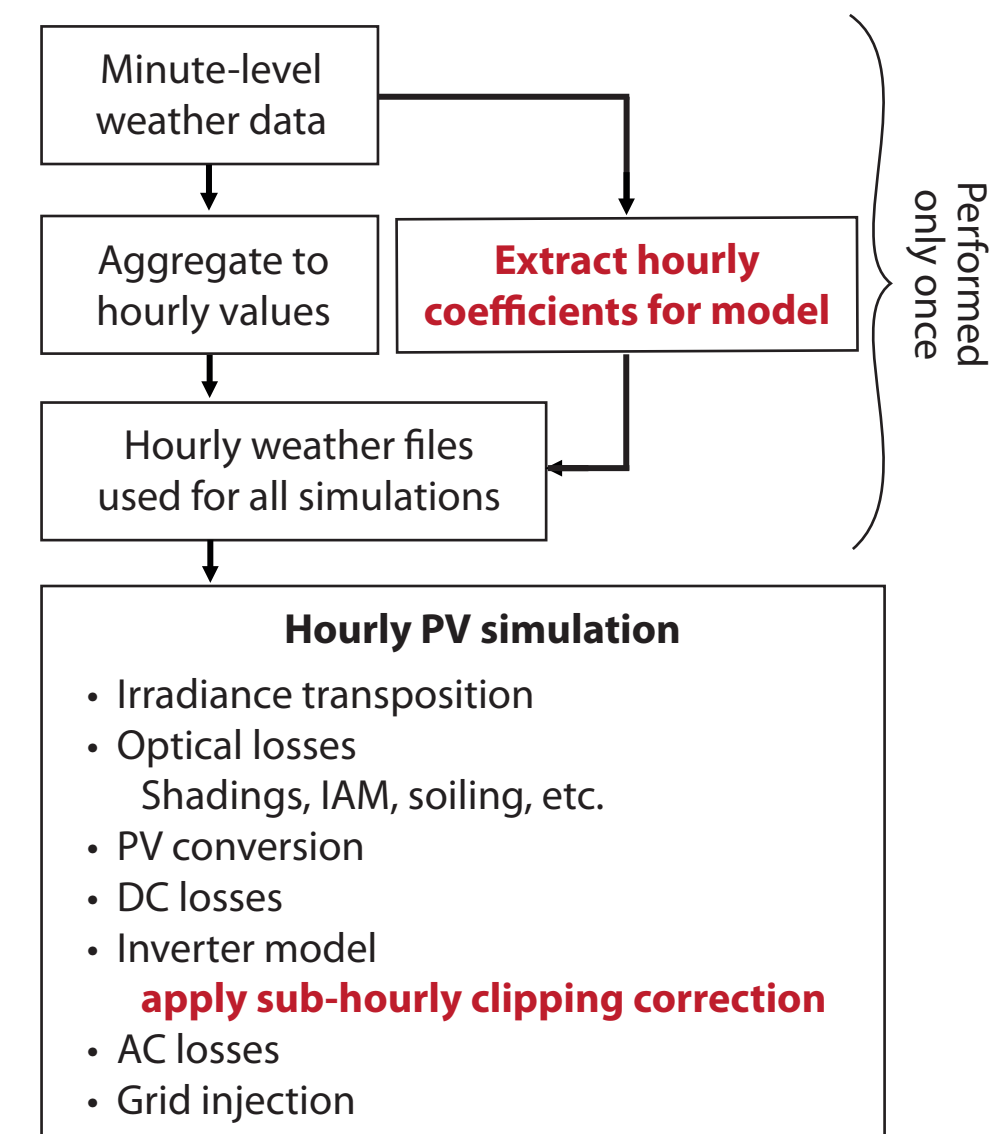 Minute-level
weather data
Aggregate to
hourly values
Extract hourly
coefficients for model
Hourly weather files
used for all simulations
Performed
only once
Hourly PV simulation
• Irradiance transposition
• Optical losses
Shadings, IAM, soiling, etc.
• PV conversion
• DC losses
• Inverter model
apply sub-hourly clipping correction
• AC losses
• Grid injection